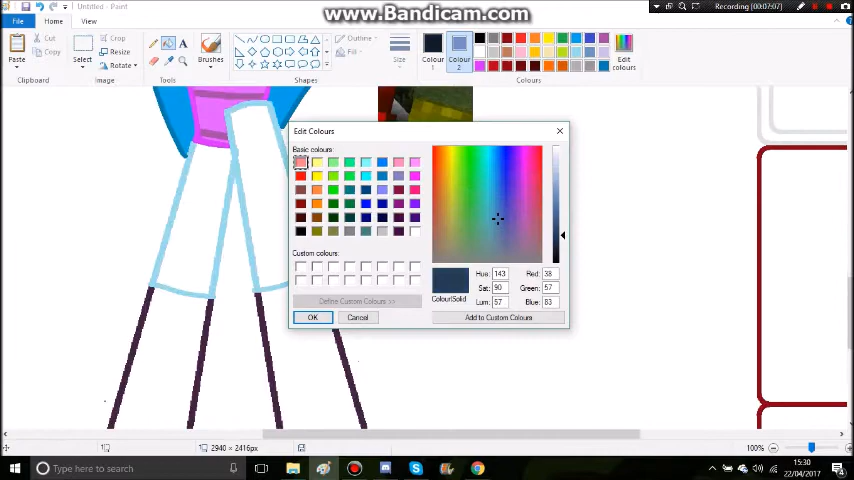 www.Bandicam.com
Untitled - Paint
Recording [00:07:07]
File
Home
View
Paste
Cut
Copy
Clipboard
Select
Crop
Resize
Rotate
Image
Tools
Brushes
Shapes
Outline
Fill
Size
Colour
1
Colour
2
Edit
colours
Colours
Edit Colours
Basic colours:
Custom colours:
Define Custom Colours >>
OK
Cancel
Colour|Solid
Hue: 143
Sat: 90
Lum: 57
Red: 38
Green: 57
Blue: 83
Add to Custom Colours
2940 × 2416px
100%
Type here to search
15:30
22/04/2017
4